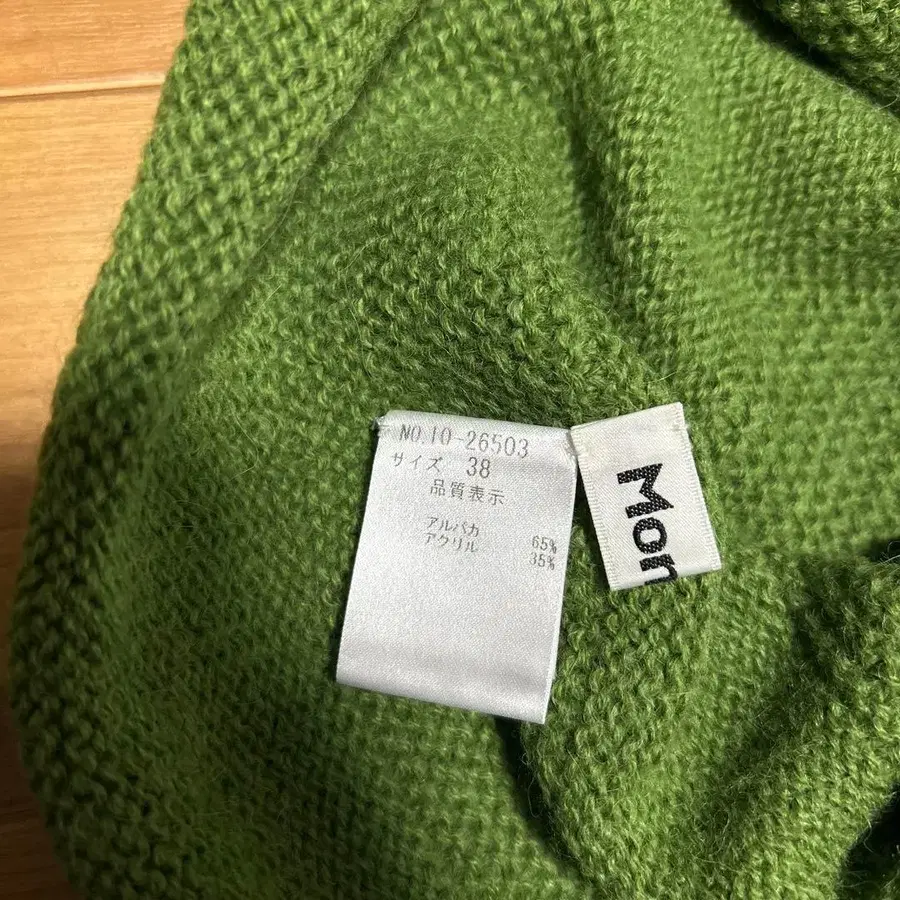 NO.10-26503
サイズ 38
品質表示
アルパカ 65%
アクリル 35%
Mon